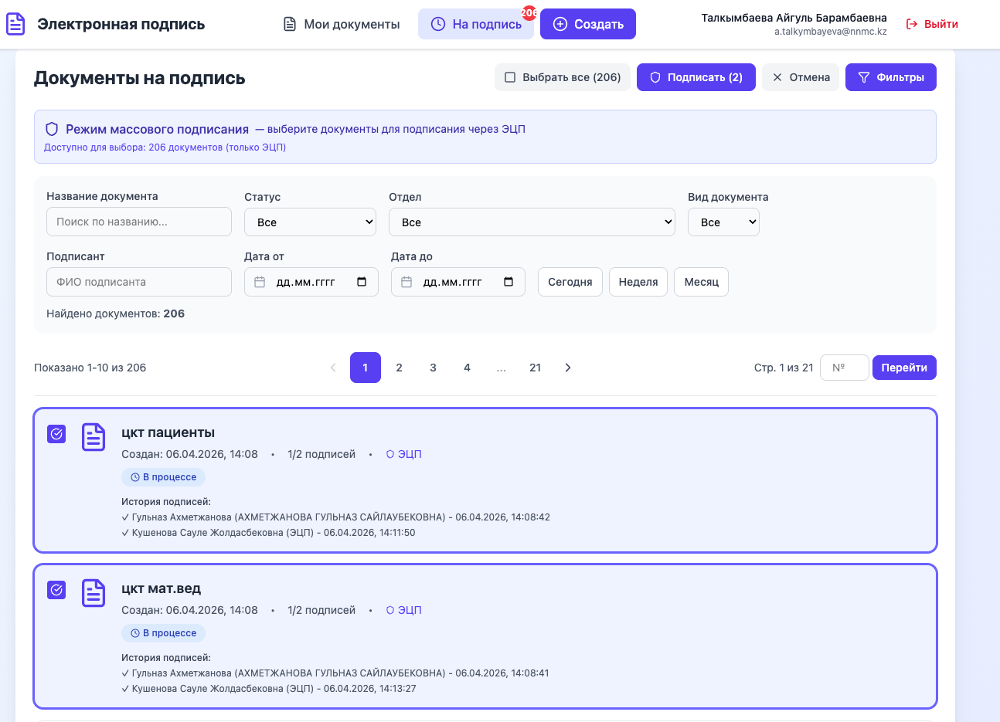 Электронная подпись
Мои документы
На подпись
206
Создать
Талкымбаева Айгуль Барамбаевна
a.talkymbayeva@nnmc.kz
Выйти
Документы на подпись
Выбрать все (206)
Подписать (2)
Отмена
Фильтры
Режим массового подписания — выберите документы для подписания через ЭЦП
Доступно для выбора: 206 документов (только ЭЦП)
Название документа
Статус
Отдел
Вид документа
Поиск по названию...
Все
Все
Все
Подписант
Дата от
Дата до
ФИО подписанта
дд.мм.гггг
дд.мм.гггг
Сегодня
Неделя
Месяц
Найдено документов: 206
Показано 1-10 из 206
1
2
3
4
...
21
Стр. 1 из 21
№
Перейти
цкт пациенты
Создан: 06.04.2026, 14:08 • 1/2 подписей • ЭЦП
В процессе
История подписей:
✓ Гульназ Ахметжанова (АХМЕТЖАНОВА ГУЛЬНАЗ САЙЛАУБЕКОВНА) - 06.04.2026, 14:08:42
✓ Кушенова Сауле Жолдасбековна (ЭЦП) - 06.04.2026, 14:11:50
цкт мат.вед
Создан: 06.04.2026, 14:08 • 1/2 подписей • ЭЦП
В процессе
История подписей:
✓ Гульназ Ахметжанова (АХМЕТЖАНОВА ГУЛЬНАЗ САЙЛАУБЕКОВНА) - 06.04.2026, 14:08:41
✓ Кушенова Сауле Жолдасбековна (ЭЦП) - 06.04.2026, 14:13:27